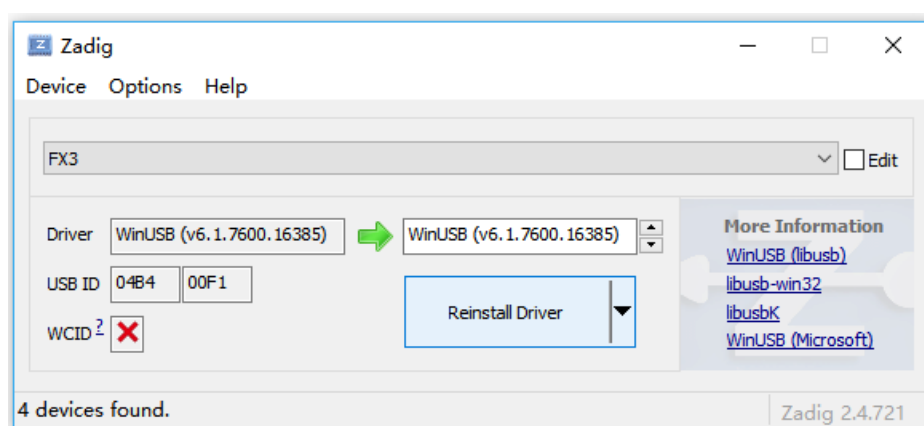 Zadig
Device Options Help
FX3
Edit
Driver WinUSB (v6.1.7600.16385) WinUSB (v6.1.7600.16385)
USB ID 04B4 00F1
WCID ?
Reinstall Driver
More Information
WinUSB (libusb)
libusb-win32
libusbK
WinUSB (Microsoft)
4 devices found.
Zadig 2.4.721